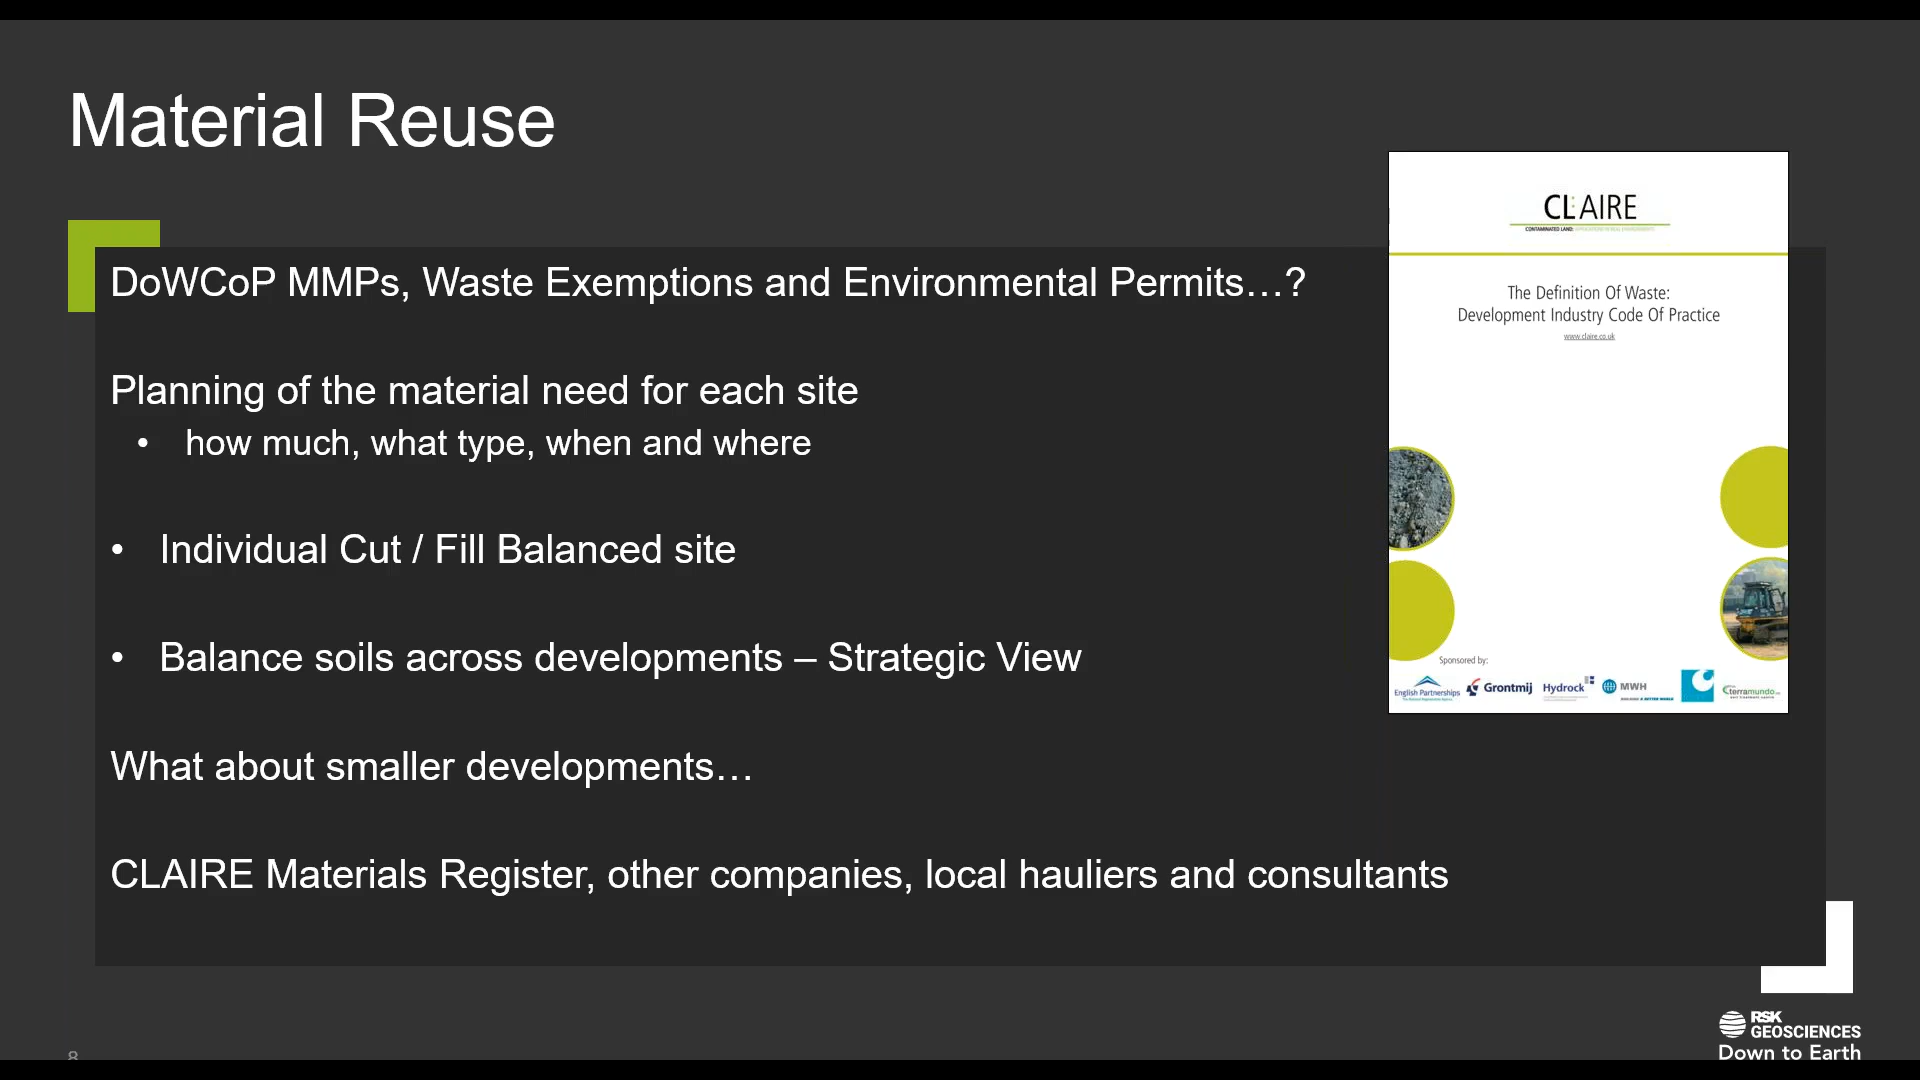 Material Reuse
DoWCoP MMPs, Waste Exemptions and Environmental Permits…?
Planning of the material need for each site
• how much, what type, when and where
• Individual Cut / Fill Balanced site
• Balance soils across developments – Strategic View
What about smaller developments…
CLAIRE Materials Register, other companies, local hauliers and consultants
CL:AIRE
CONTAMINATED LAND: APPLICATIONS IN REAL ENVIRONMENTS
The Definition Of Waste:
Development Industry Code Of Practice
www.claire.co.uk
Sponsored by:
English Partnerships
Grontmij
Hydrock
MWH
terramundo
RSK
GEOSCIENCES
Down to Earth
8